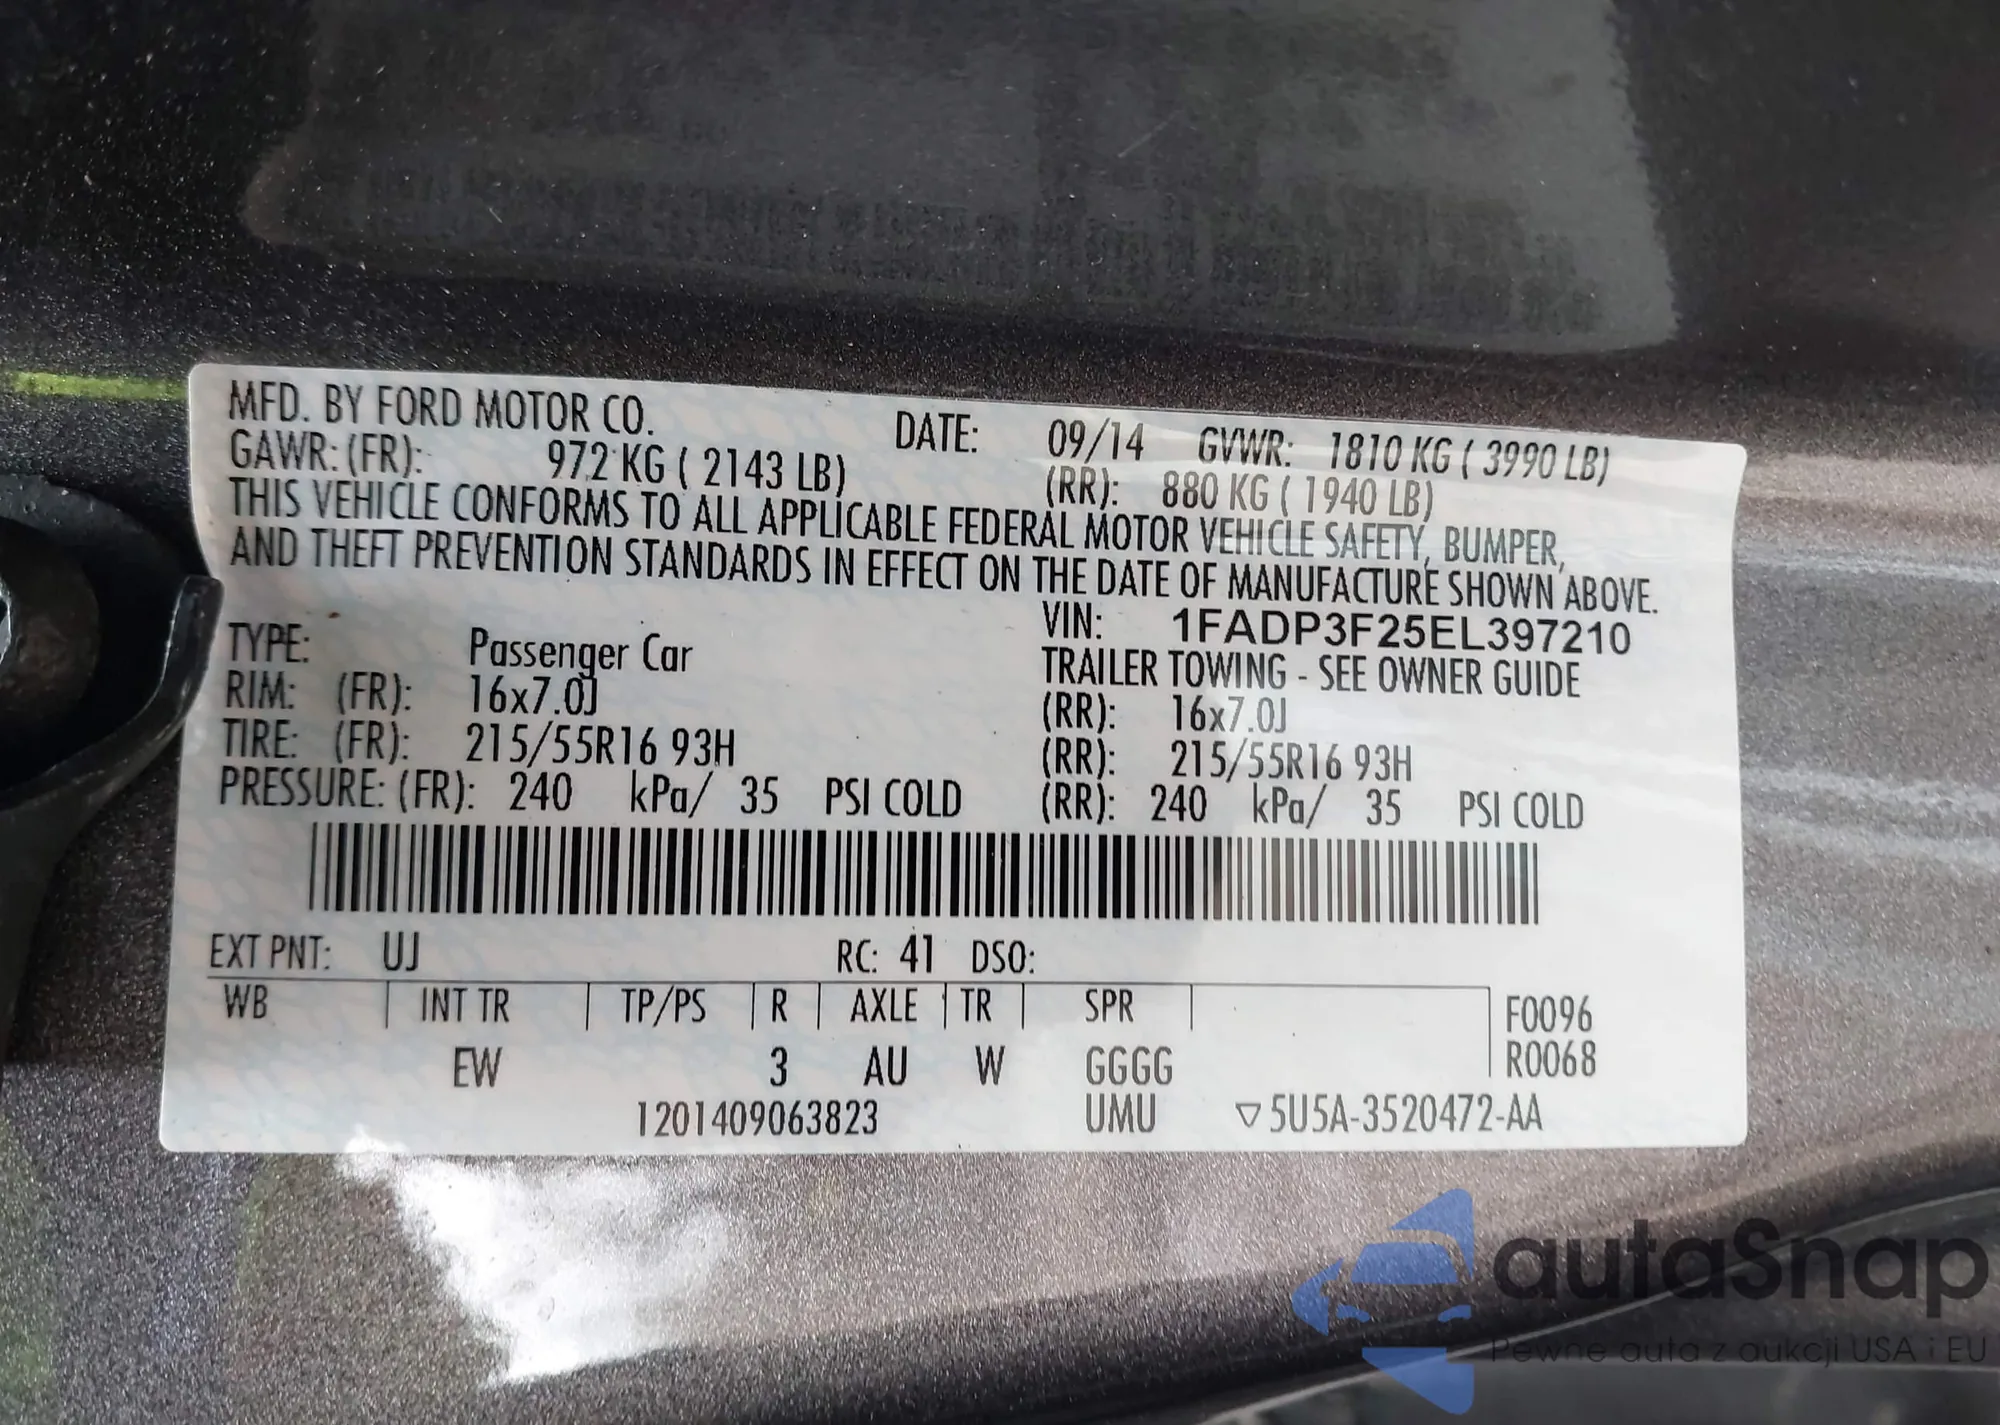 MFD. BY FORD MOTOR CO. DATE: 09/14 GVWR: 1810 KG ( 3990 LB)
GAWR: (FR): 972 KG ( 2143 LB) (RR): 880 KG ( 1940 LB)
THIS VEHICLE CONFORMS TO ALL APPLICABLE FEDERAL MOTOR VEHICLE SAFETY, BUMPER,
AND THEFT PREVENTION STANDARDS IN EFFECT ON THE DATE OF MANUFACTURE SHOWN ABOVE.
VIN: 1FADP3F25EL397210
TYPE: Passenger Car TRAILER TOWING - SEE OWNER GUIDE
RIM: (FR): 16x7.0J (RR): 16x7.0J
TIRE: (FR): 215/55R16 93H (RR): 215/55R16 93H
PRESSURE: (FR): 240 kPa/ 35 PSI COLD (RR): 240 kPa/ 35 PSI COLD
EXT PNT: UJ RC: 41 DSO:
WB INT TR TP/PS R AXLE TR SPR F0096
EW 3 AU W GGGG R0068
1201409063823 UMU ▽5U5A-3520472-AA
autaSnap
Pewne auta z aukcji USA i EU